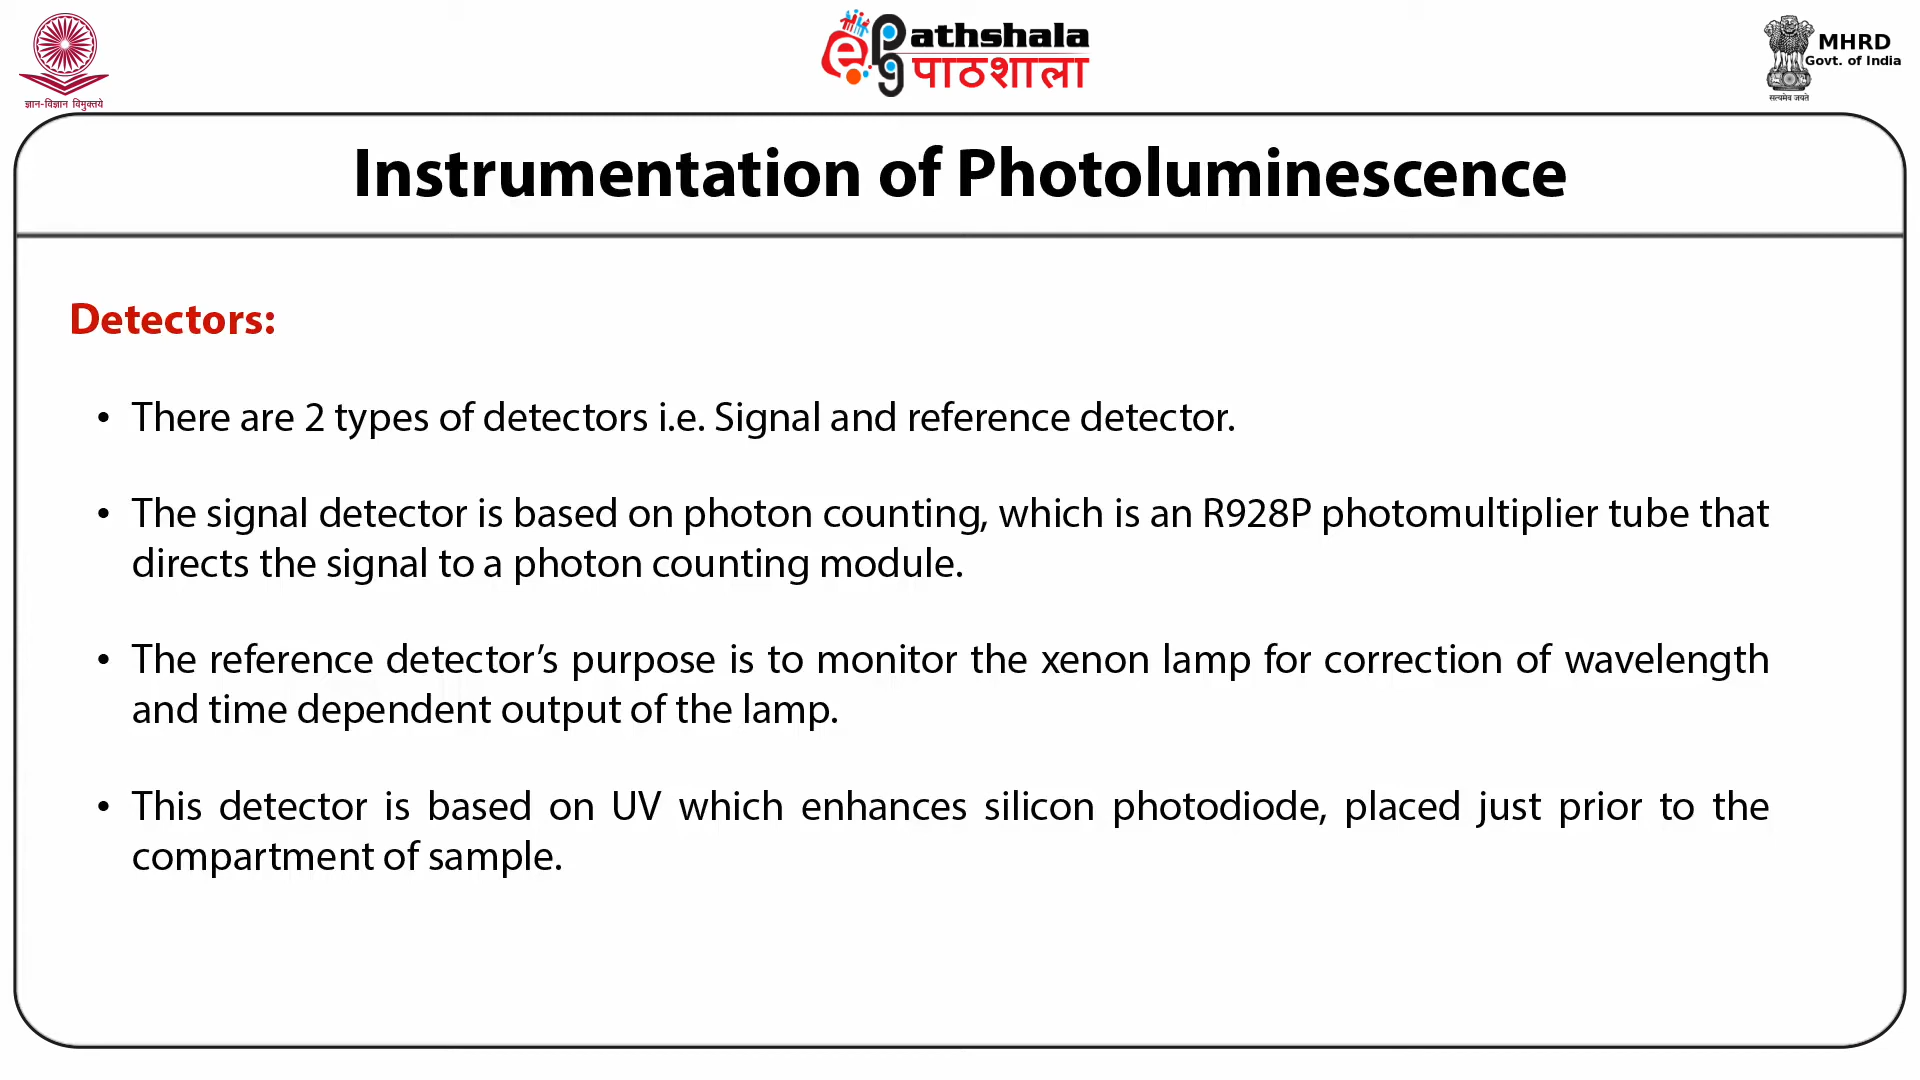 ज्ञान-विज्ञान विमुक्तये
ePathshala
पाठशाला
MHRD
Govt. of India
सत्यमेव जयते
Instrumentation of Photoluminescence
Detectors:
• There are 2 types of detectors i.e. Signal and reference detector.
• The signal detector is based on photon counting, which is an R928P photomultiplier tube that
directs the signal to a photon counting module.
• The reference detector’s purpose is to monitor the xenon lamp for correction of wavelength
and time dependent output of the lamp.
• This detector is based on UV which enhances silicon photodiode, placed just prior to the
compartment of sample.